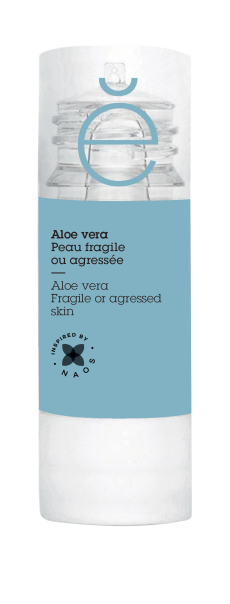 ĕ
Aloe vera
Peau fragile
ou agressée
Aloe vera
Fragile or agressed
skin
INSPIRED BY
NAOS